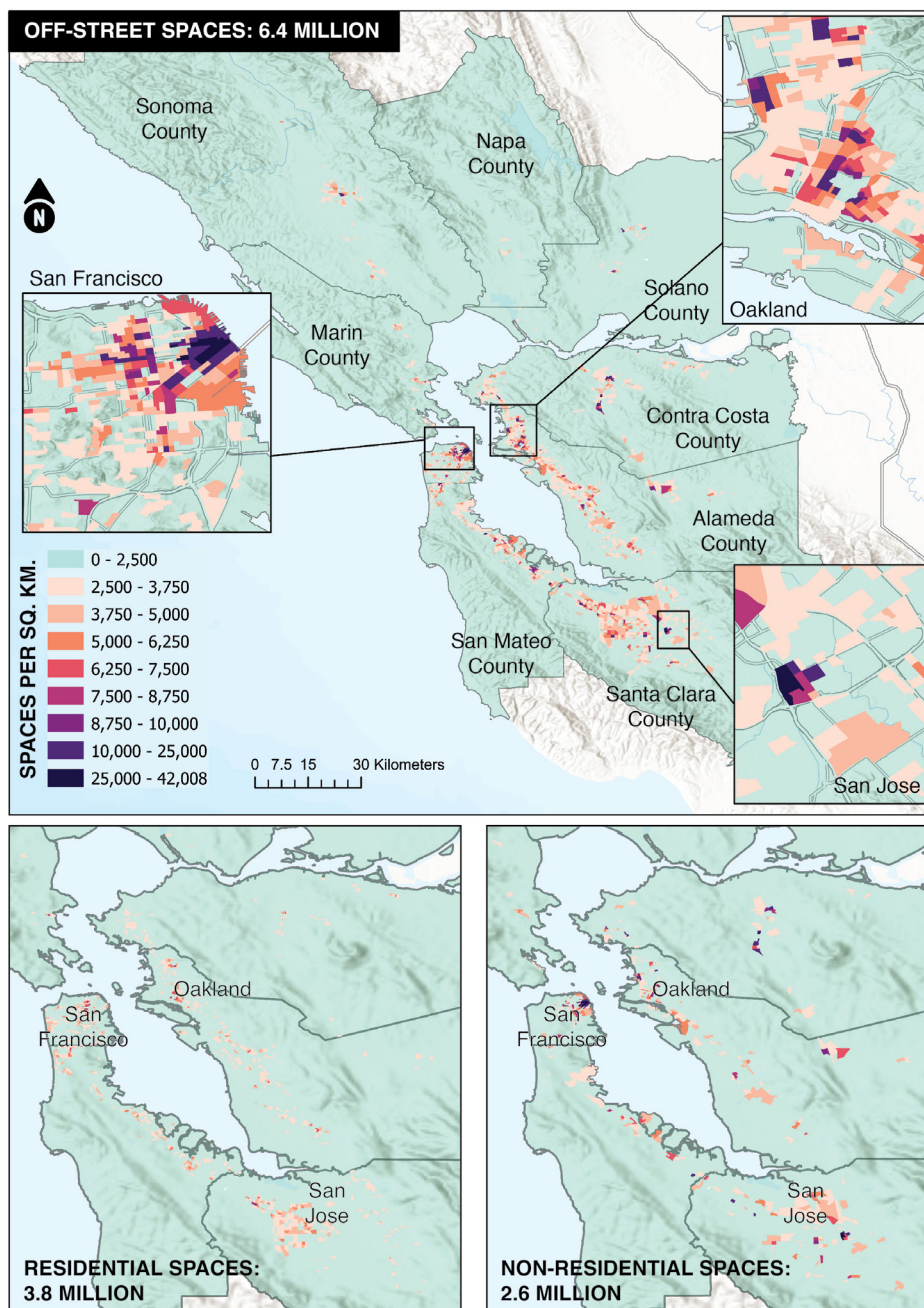 OFF-STREET SPACES: 6.4 MILLION
Sonoma
County
Napa
County
N
San Francisco
Solano
County
Oakland
Marin
County
Contra Costa
County
Alameda
County
SPACES PER SQ. KM.
0 - 2,500
2,500 - 3,750
3,750 - 5,000
5,000 - 6,250
6,250 - 7,500
7,500 - 8,750
8,750 - 10,000
10,000 - 25,000
25,000 - 42,008
San Mateo
County
Santa Clara
County
0 7.5 15 30 Kilometers
San Jose
Oakland
San
Francisco
San
Jose
RESIDENTIAL SPACES:
3.8 MILLION
Oakland
San
Francisco
San
Jose
NON-RESIDENTIAL SPACES:
2.6 MILLION